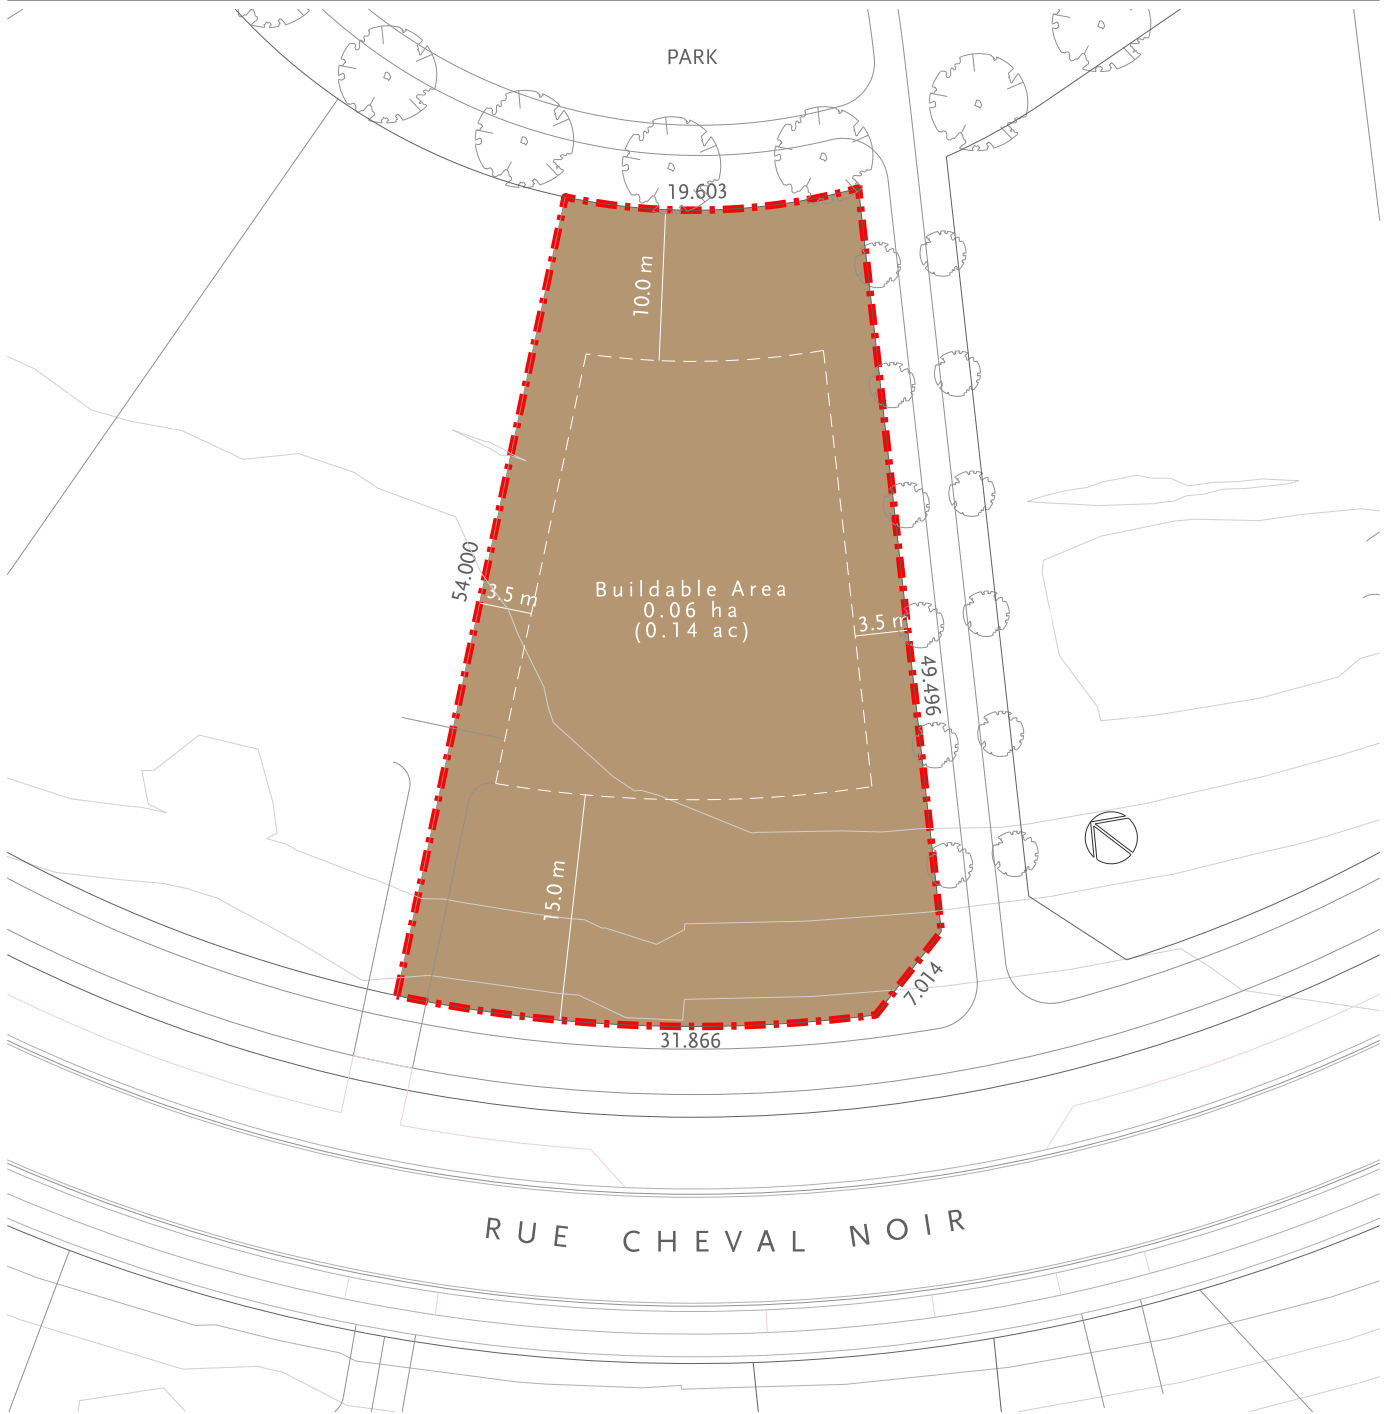 PARK
19.603
10.0 m
54.000
3.5 m
Buildable Area
0.06 ha
(0.14 ac)
3.5 m
49.496
15.0 m
7.014
31.866
RUE CHEVAL NOIR